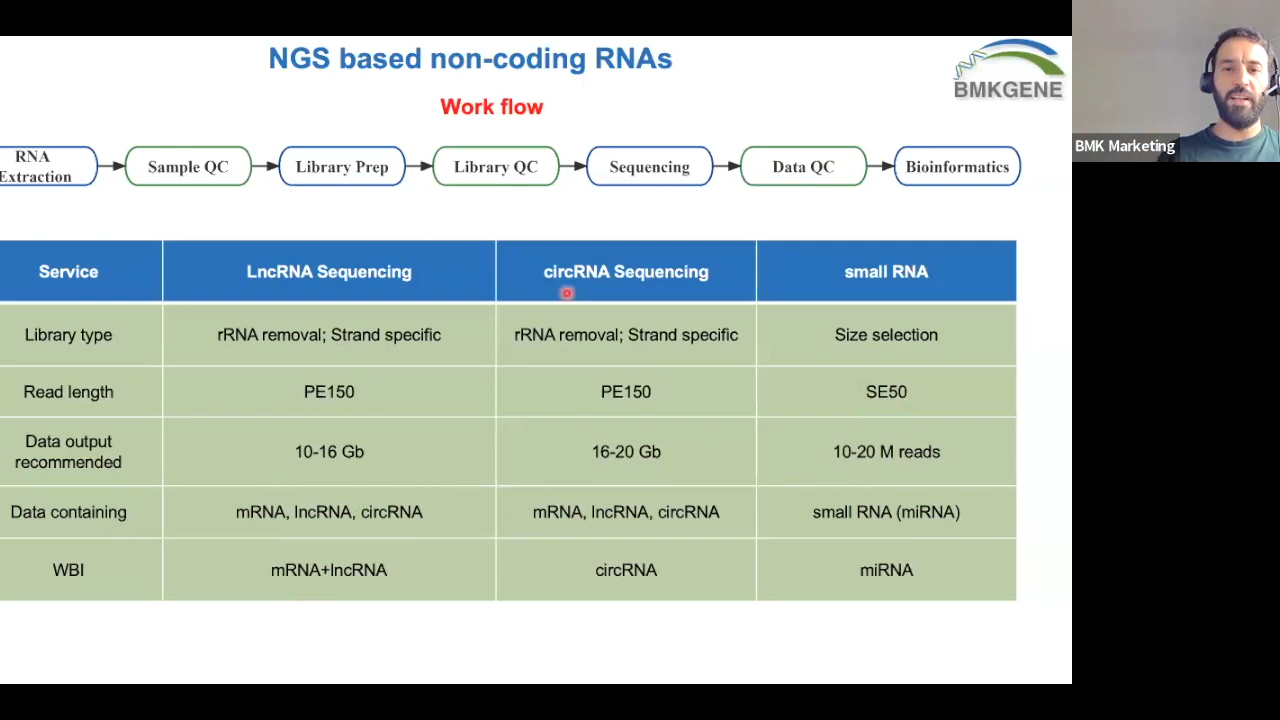 NGS based non-coding RNAs
BMKGENE
Work flow
RNA
Extraction
Sample QC
Library Prep
Library QC
Sequencing
Data QC
Bioinformatics
BMK Marketing
Service
LncRNA Sequencing
circRNA Sequencing
small RNA
Library type
rRNA removal; Strand specific
rRNA removal; Strand specific
Size selection
Read length
PE150
PE150
SE50
Data output
recommended
10-16 Gb
16-20 Gb
10-20 M reads
Data containing
mRNA, lncRNA, circRNA
mRNA, lncRNA, circRNA
small RNA (miRNA)
WBI
mRNA+lncRNA
circRNA
miRNA